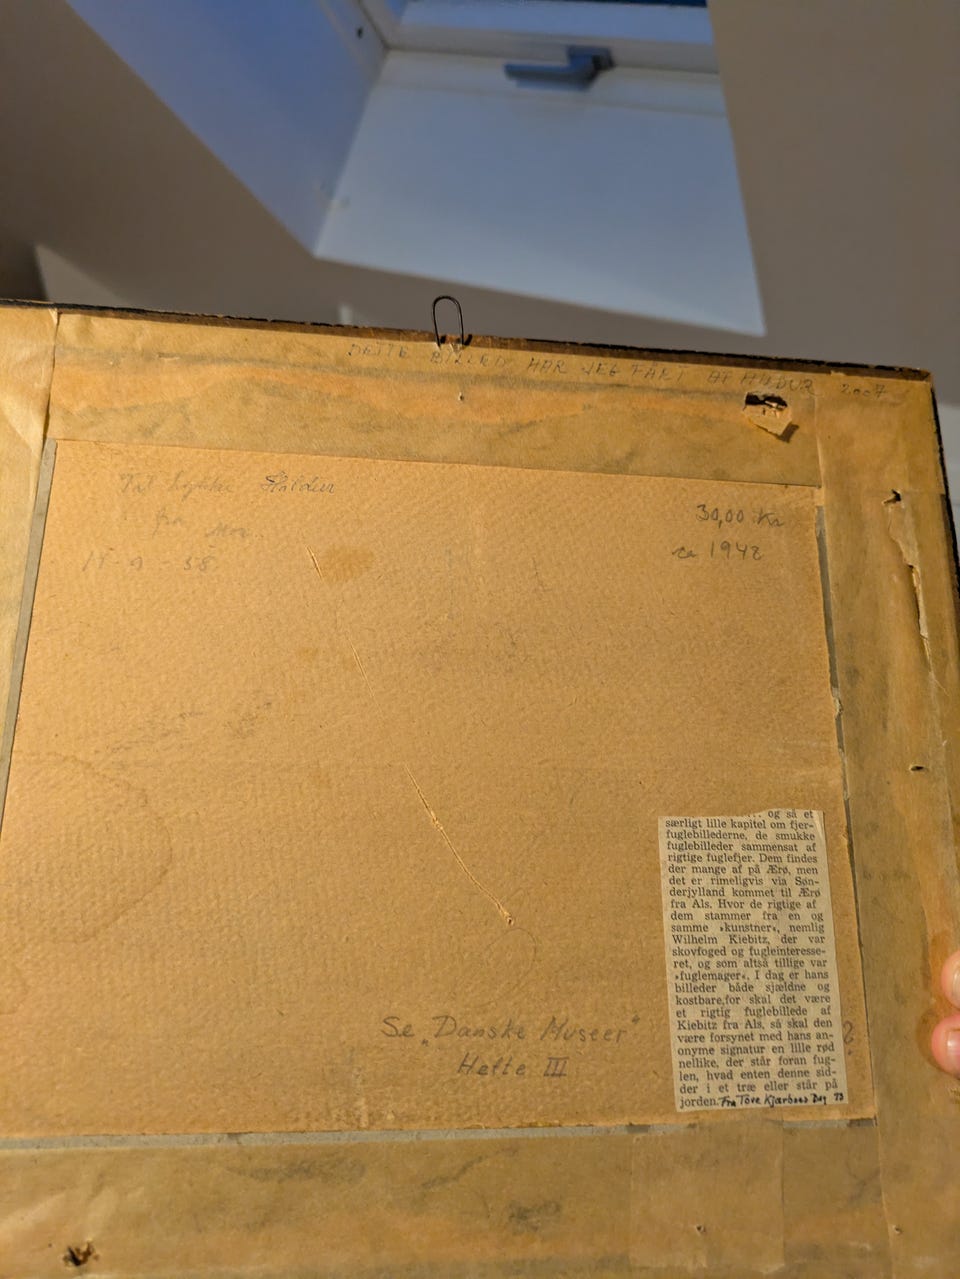 DETTE BILLED HAR JEG FÅET AF HILDUR 2007
Til
fra Mor.
30,00 Kr
ca 1948
og så et
særligt lille kapitel om fjer-
fuglebillederne, de smukke
fuglebilleder sammensat af
rigtige fuglefjer. Dem findes
der mange af på Ærø, men
det er rimeligvis via Søn-
derjylland kommet til Ærø
fra Als. Hvor de rigtige af
dem stammer fra en og
samme »kunstner«, nemlig
Wilhelm Kiebitz, der var
skovfoged og fugleinteresse-
ret, og som altså tillige var
»fuglemager«. I dag er hans
billeder både sjældne og
kostbare,for skal det være
et rigtig fuglebillede af
Kiebitz fra Als, så skal den
være forsynet med hans an-
onyme signatur en lille rød
nellike, der står foran fug-
len, hvad enten denne sid-
der i et træ eller står på
jorden. Fra Tove Kjarboes Dag 73
Se „Danske Museer"
Hefte III